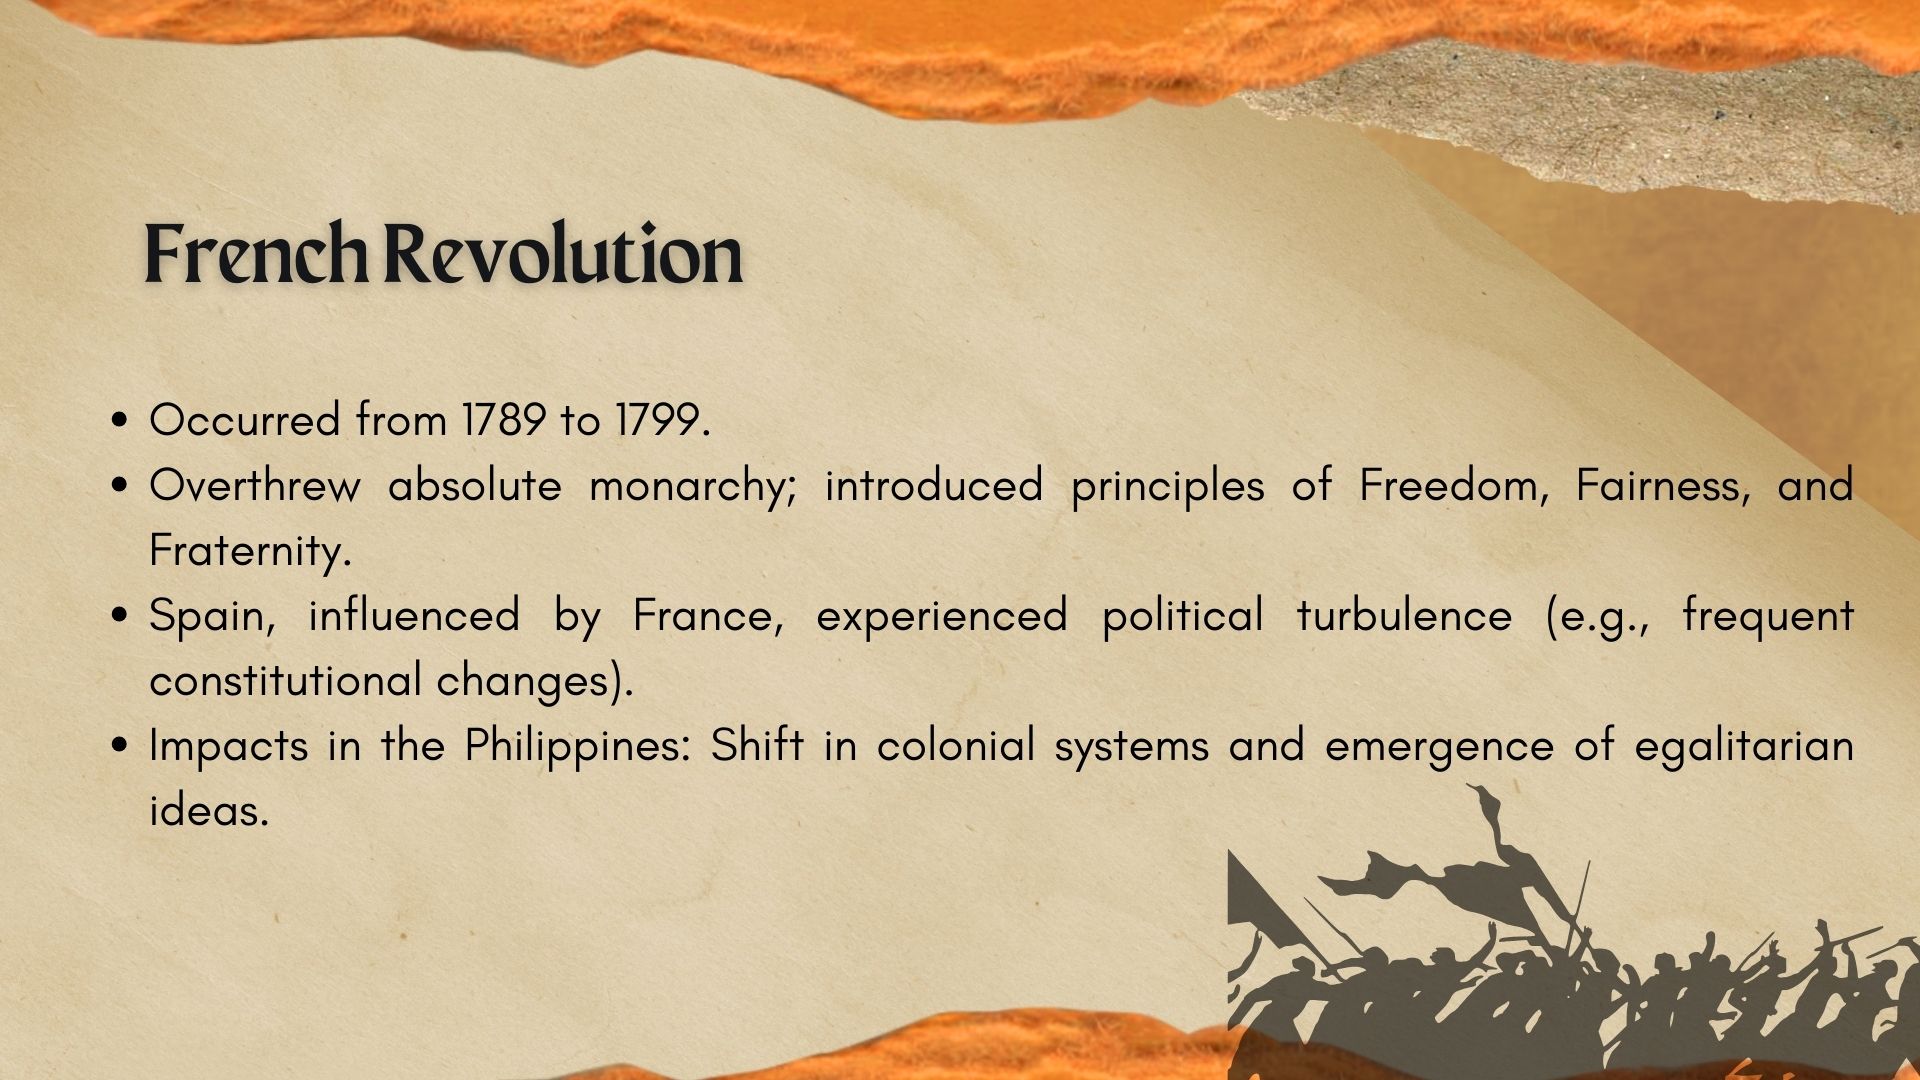 French Revolution
• Occurred from 1789 to 1799.
• Overthrew absolute monarchy; introduced principles of Freedom, Fairness, and
Fraternity.
• Spain, influenced by France, experienced political turbulence (e.g., frequent
constitutional changes).
• Impacts in the Philippines: Shift in colonial systems and emergence of egalitarian
ideas.